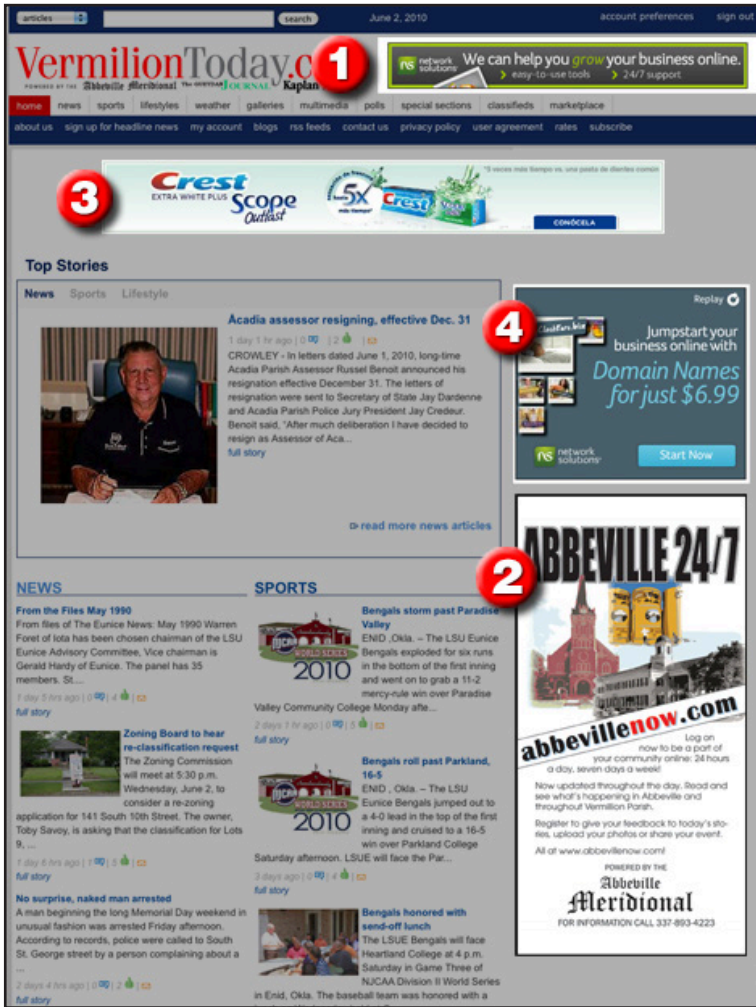 articles
search
June 2, 2010
account preferences sign out
VermilionToday.c
POWERED BY THE Abbeville Meridional The GUEYDAN JOURNAL Kaplan
1
network solutions
We can help you grow your business online.
easy-to-use tools 24/7 support
home news sports lifestyles weather galleries multimedia polls special sections classifieds marketplace
about us sign up for headline news my account blogs rss feeds contact us privacy policy user agreement rates subscribe
3
Crest
EXTRA WHITE PLUS Scope
Outlast
5X
más tiempo*
Crest
*5 veces más tiempo vs. una pasta de dientes común
CONÓCELA
Top Stories
News Sports Lifestyle
Acadia assessor resigning, effective Dec. 31
1 day 1 hr ago | 0 | 2 |
CROWLEY - In letters dated June 1, 2010, long-time
Acadia Parish Assessor Russel Benoit announced his
resignation effective December 31. The letters of
resignation were sent to Secretary of State Jay Dardenne
and Acadia Parish Police Jury President Jay Credeur.
Benoit said, "After much deliberation I have decided to
resign as Assessor of Aca...
full story
read more news articles
4
Replay
Jumpstart your
business online with
Domain Names
for just $6.99
network solutions
Start Now
NEWS
From the Files May 1990
From files of The Eunice News: May 1990 Warren
Foret of Iota has been chosen chairman of the LSU
Eunice Advisory Committee, Vice chairman is
Gerald Hardy of Eunice. The panel has 35
members. St....
1 day 5 hrs ago | 0 | 4 |
full story
Zoning Board to hear
re-classification request
The Zoning Commission
will meet at 5:30 p.m.
Wednesday, June 2, to
consider a re-zoning
application for 141 South 10th Street. The owner,
Toby Savoy, is asking that the classification for Lots
9, ...
1 day 6 hrs ago | 1 | 5 |
full story
No surprise, naked man arrested
A man beginning the long Memorial Day weekend in
unusual fashion was arrested Friday afternoon.
According to records, police were called to South
St. George street by a person complaining about a
...
2 days 4 hrs ago | 0 | 2 |
full story
SPORTS
NJCAA
WORLD SERIES
2010
Bengals storm past Paradise
Valley
ENID ,Okla. – The LSU Eunice
Bengals exploded for six runs
in the bottom of the first inning
and went on to grab a 11-2
mercy-rule win over Paradise
Valley Community College Monday afte...
2 days 1 hr ago | 0 | 5 |
full story
NJCAA
WORLD SERIES
2010
Bengals roll past Parkland,
16-5
ENID , Okla. – The LSU
Eunice Bengals jumped out to
a 4-0 lead in the top of the first
inning and cruised to a 16-5
win over Parkland College
Saturday afternoon. LSUE will face the Par...
3 days ago | 0 | 4 |
full story
Bengals honored with
send-off lunch
The LSUE Bengals will face
Heartland College at 4 p.m.
Saturday in Game Three of
NJCAA Division II World Series
in Enid, Okla. The baseball team was honored with a
2
ABBEVILLE 24/7
abbevillenow.com
Log on
now to be a part of
your community online: 24 hours
a day, seven days a week!
Now updated throughout the day. Read and
see what's happening in Abbeville and
throughout Vermilion Parish.
Register to give your feedback to today's sto-
ries, upload your photos or share your event.
All at www.abbevillenow.com!
POWERED BY THE
Abbeville
Meridional
FOR INFORMATION CALL 337-893-4223